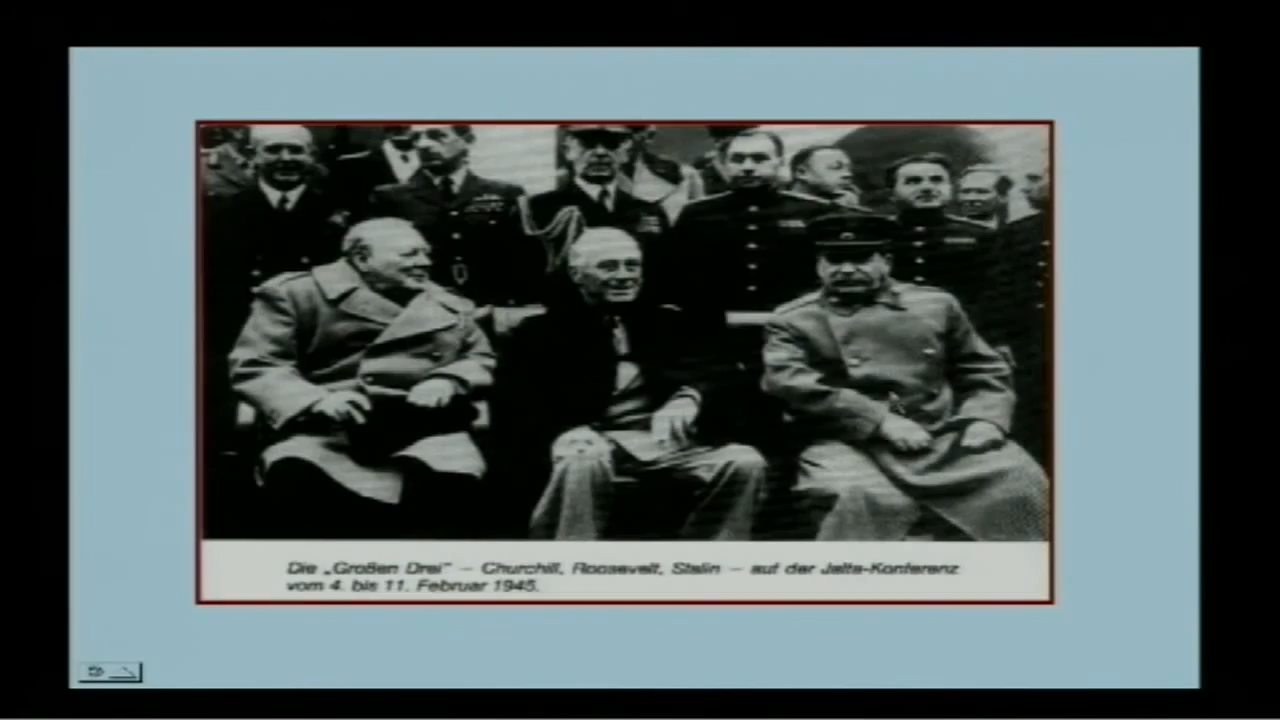 Die „Großen Drei" — Churchill, Roosevelt, Stalin — auf der Jalta-Konferenz
vom 4. bis 11. Februar 1945.